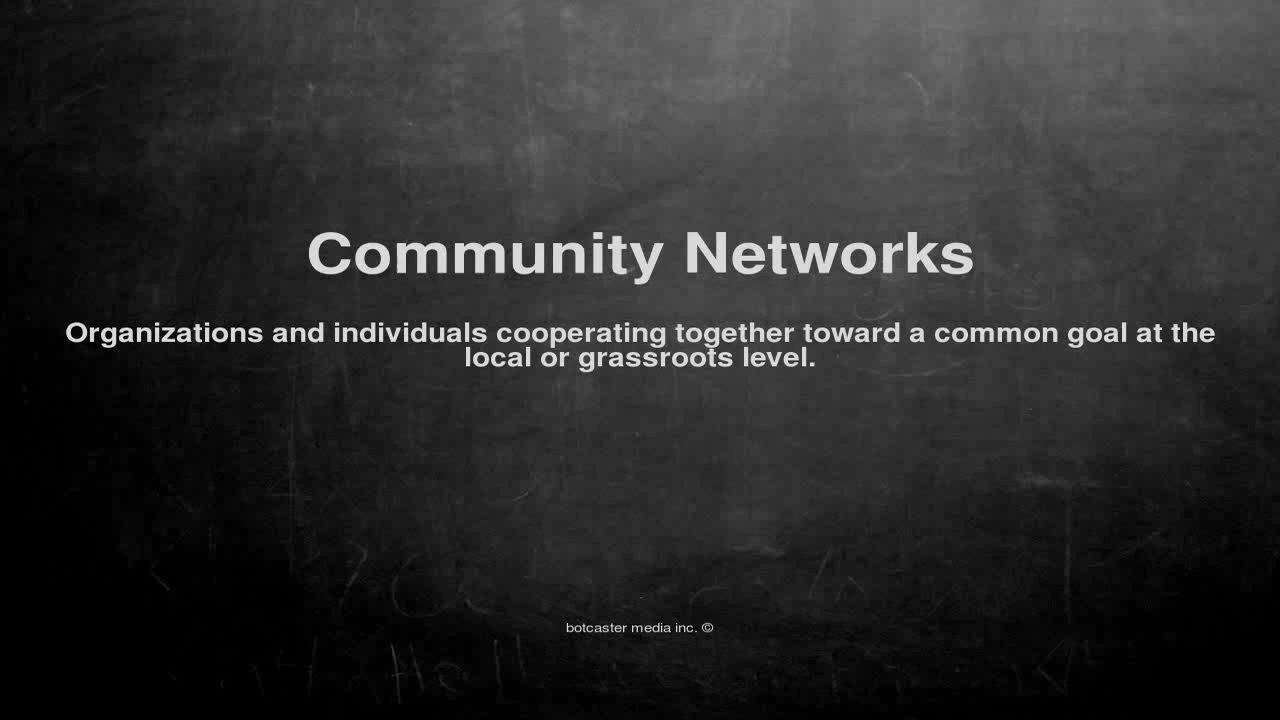 Community Networks
Organizations and individuals cooperating together toward a common goal at the
local or grassroots level.
botcaster media inc. ©